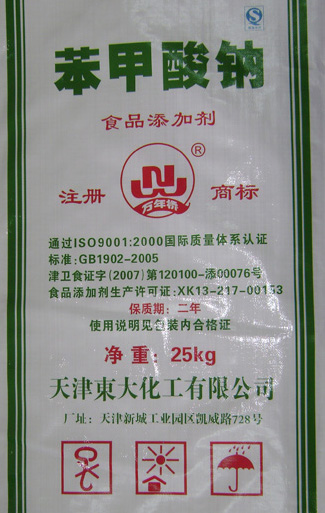 苯甲酸钠
食品添加剂
注册 商标
万年桥
®
通过ISO9001:2000国际质量体系认证
标准:GB1902-2005
津卫食证字(2007)第120100-添00076号
食品添加剂生产许可证:XK13-217-00153
保质期: 二年
使用说明见包装内合格证
净重: 25kg
天津東大化工有限公司
厂址: 天津新城工业园区凯威路728号